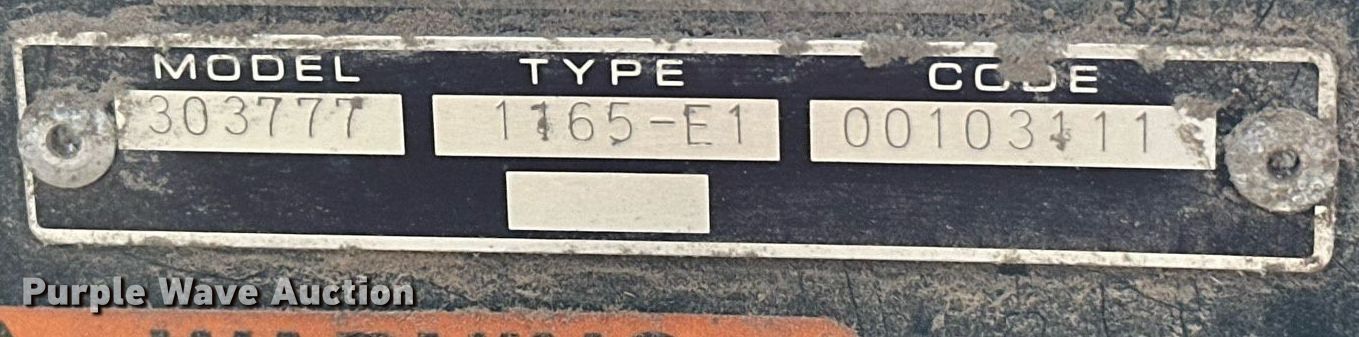 MODEL TYPE CODE
303777 1165-E1 00103111
Purple Wave Auction